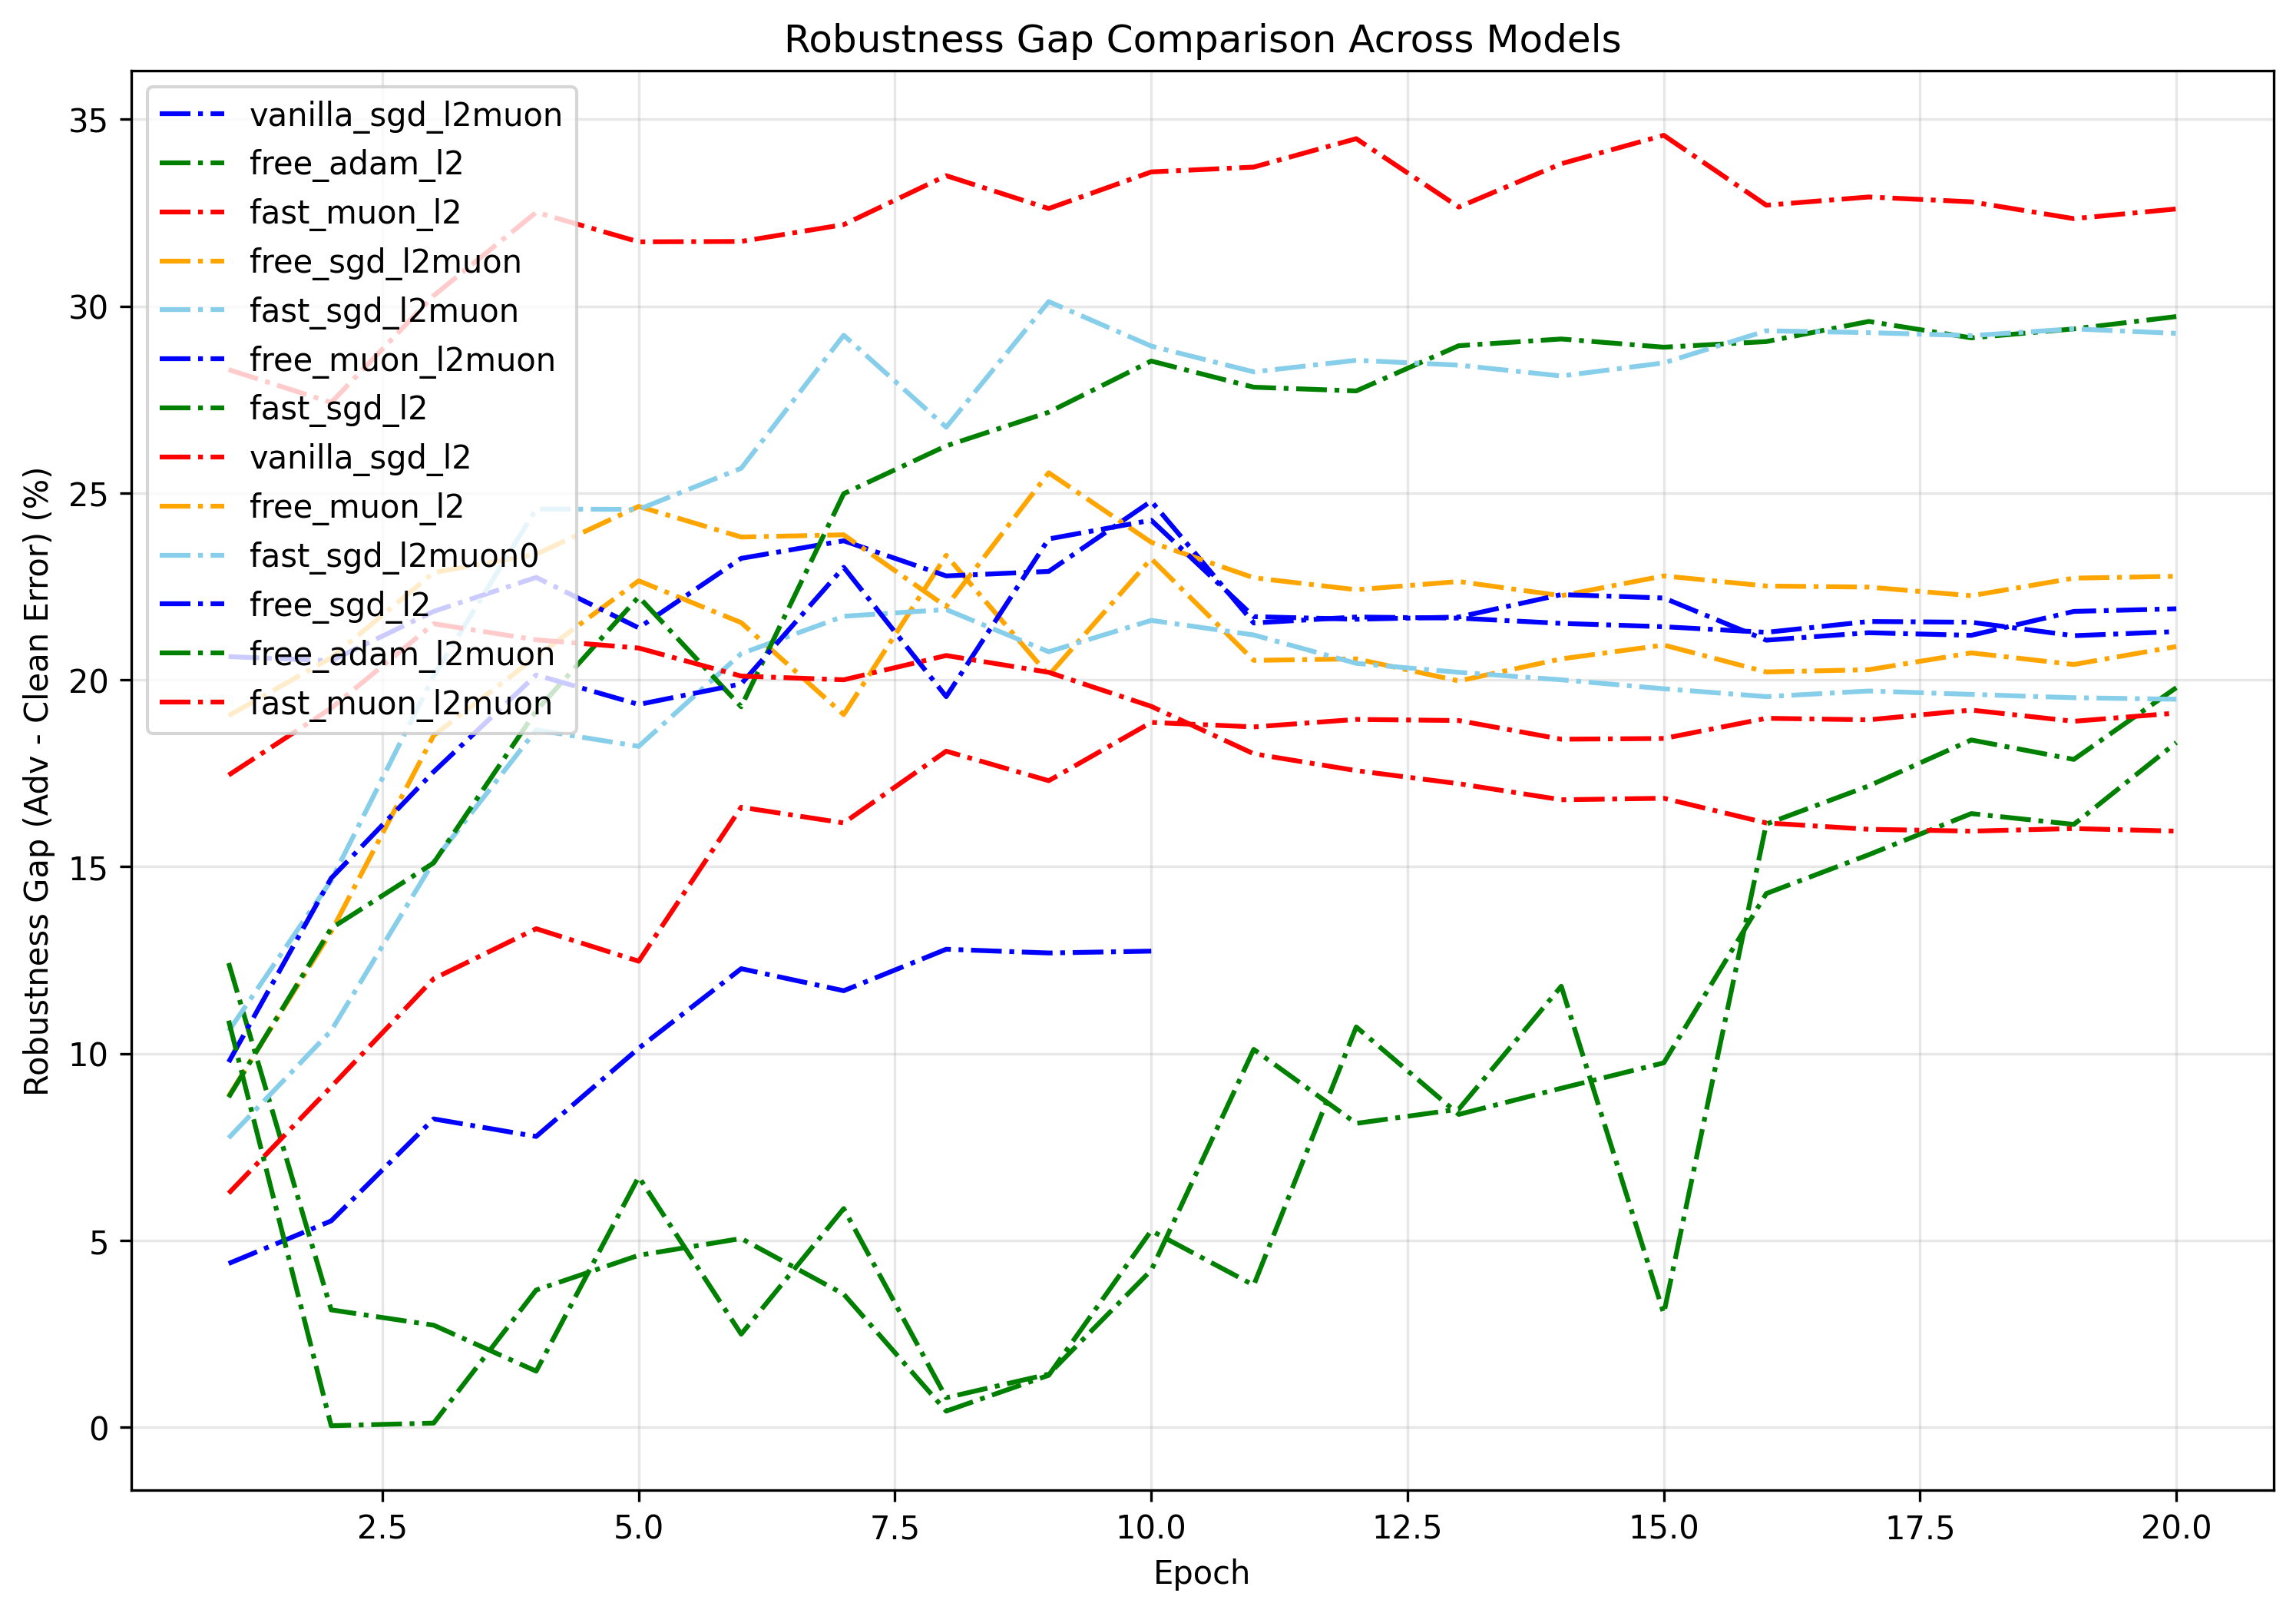 Robustness Gap Comparison Across Models
Robustness Gap (Adv - Clean Error) (%)
35
30
25
20
15
10
5
0
vanilla_sgd_l2muon
free_adam_l2
fast_muon_l2
free_sgd_l2muon
fast_sgd_l2muon
free_muon_l2muon
fast_sgd_l2
vanilla_sgd_l2
free_muon_l2
fast_sgd_l2muon0
free_sgd_l2
free_adam_l2muon
fast_muon_l2muon
2.5 5.0 7.5 10.0 12.5 15.0 17.5 20.0
Epoch